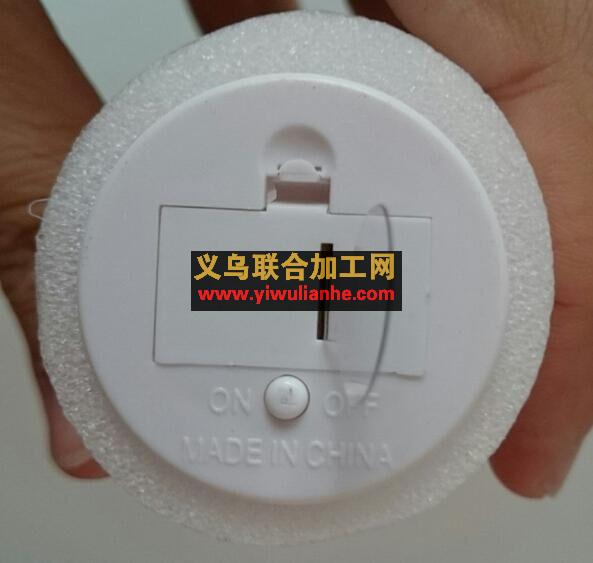 义乌联合加工网
www.yiwulianhe.com
ON OFF
MADE IN CHINA